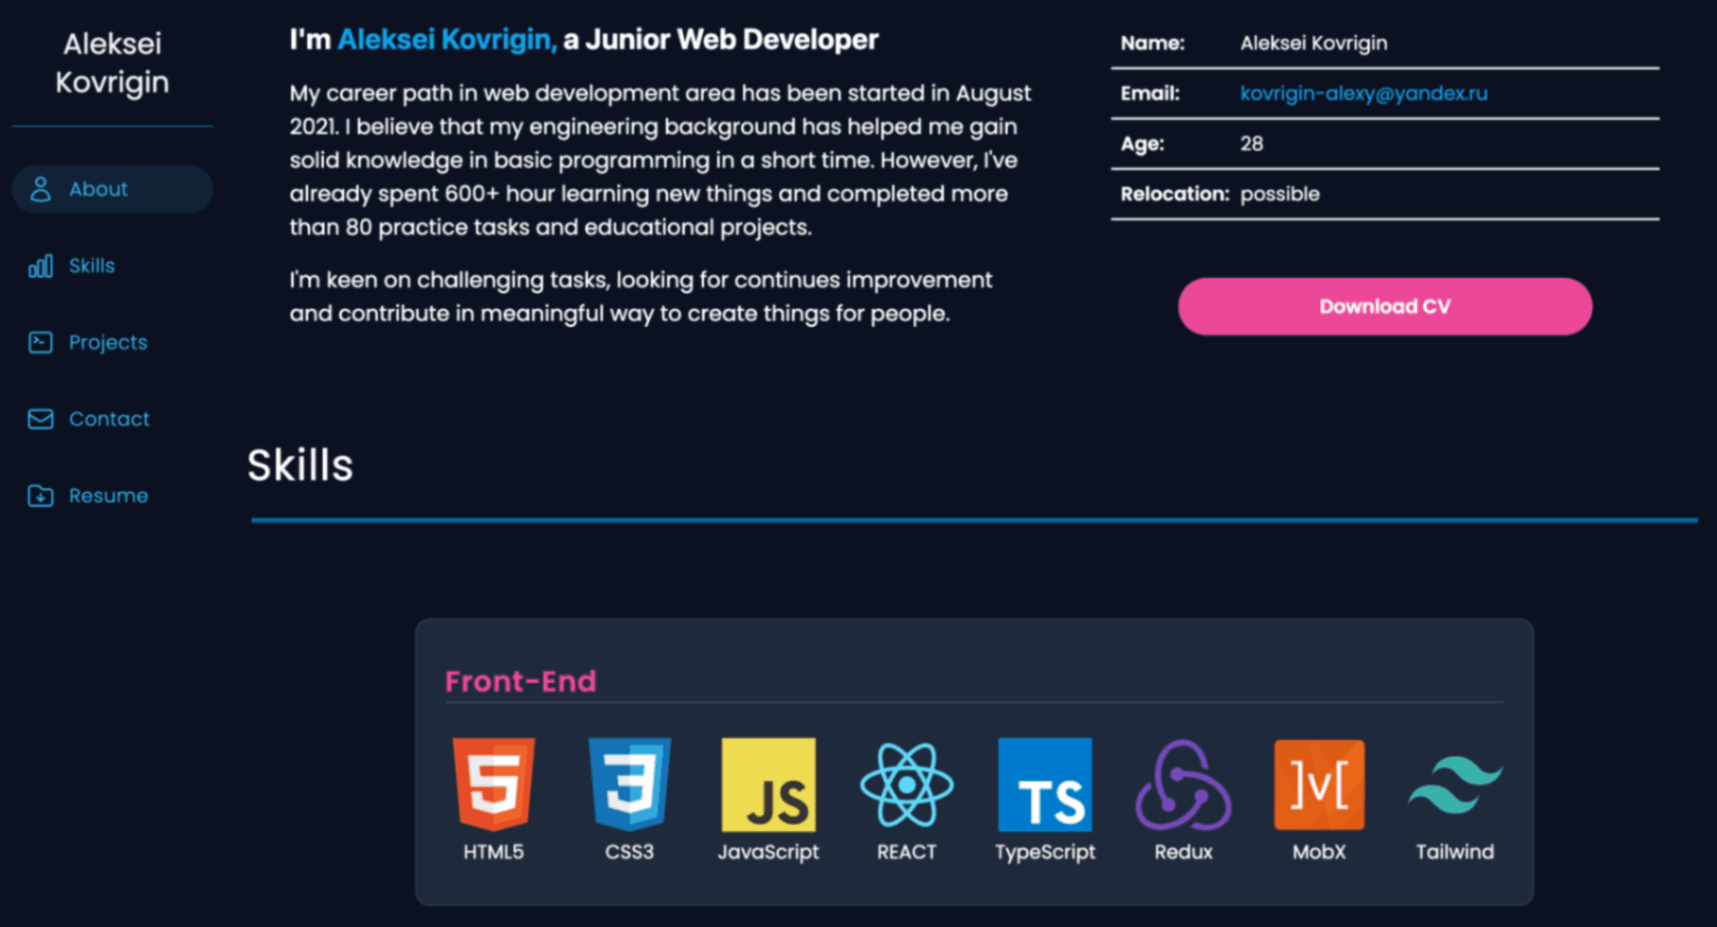 Aleksei
Kovrigin
About
Skills
Projects
Contact
Resume
I'm Aleksei Kovrigin, a Junior Web Developer
My career path in web development area has been started in August
2021. I believe that my engineering background has helped me gain
solid knowledge in basic programming in a short time. However, I've
already spent 600+ hour learning new things and completed more
than 80 practice tasks and educational projects.
I'm keen on challenging tasks, looking for continues improvement
and contribute in meaningful way to create things for people.
Name: Aleksei Kovrigin
Email: kovrigin-alexy@yandex.ru
Age: 28
Relocation: possible
Download CV
Skills
Front-End
5 3 JS TS ]v[
HTML5 CSS3 JavaScript REACT TypeScript Redux MobX Tailwind